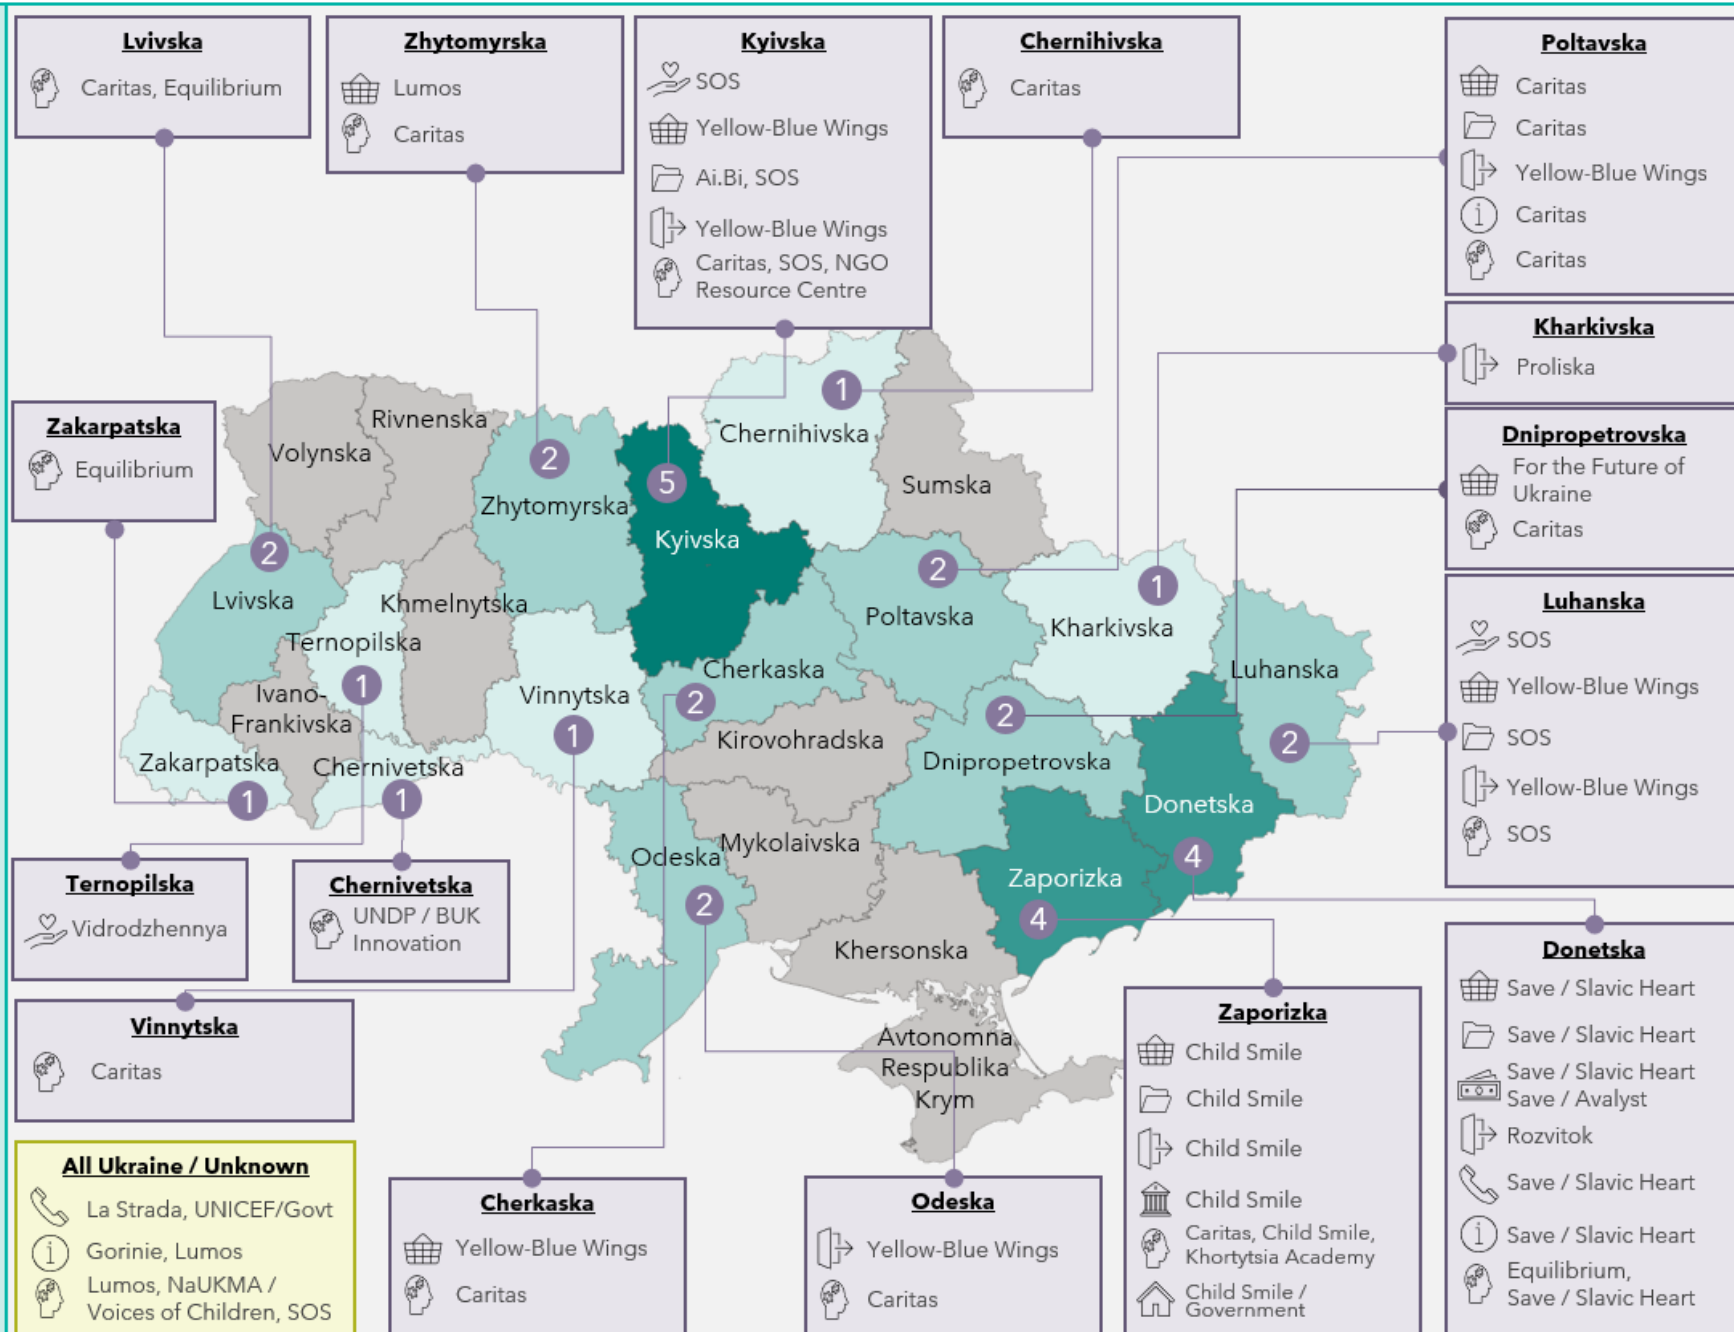 Lvivska
Caritas, Equilibrium
Zhytomyrska
Lumos
Caritas
Kyivska
SOS
Yellow-Blue Wings
Ai.Bi, SOS
Yellow-Blue Wings
Caritas, SOS, NGO
Resource Centre
Chernihivska
Caritas
Poltavska
Caritas
Caritas
Yellow-Blue Wings
Caritas
Caritas
Kharkivska
Proliska
Dnipropetrovska
For the Future of
Ukraine
Caritas
Luhanska
SOS
Yellow-Blue Wings
SOS
Yellow-Blue Wings
SOS
Zakarpatska
Equilibrium
Volynska
Rivnenska
2
Zhytomyrska
5
Kyivska
1
Chernihivska
Sumska
2
Lvivska
Ternopilska
1
Khmelnytska
Ivano-
Frankivska
Zakarpatska
1
Chernivetska
1
Vinnytska
1
Cherkaska
2
2
Poltavska
1
Kharkivska
Luhanska
2
Kirovohradska
2
Dnipropetrovska
Donetska
4
Zaporizka
4
Odeska
2
Mykolaivska
Khersonska
Avtonomna
Respublika
Krym
Ternopilska
Vidrodzhennya
Chernivetska
UNDP / BUK
Innovation
Vinnytska
Caritas
All Ukraine / Unknown
La Strada, UNICEF/Govt
Gorinie, Lumos
Lumos, NaUKMA /
Voices of Children, SOS
Cherkaska
Yellow-Blue Wings
Caritas
Odeska
Yellow-Blue Wings
Caritas
Zaporizka
Child Smile
Child Smile
Child Smile
Child Smile
Caritas, Child Smile,
Khortytsia Academy
Child Smile /
Government
Donetska
Save / Slavic Heart
Save / Slavic Heart
Save / Slavic Heart
Save / Avalyst
Rozvitok
Save / Slavic Heart
Save / Slavic Heart
Equilibrium,
Save / Slavic Heart